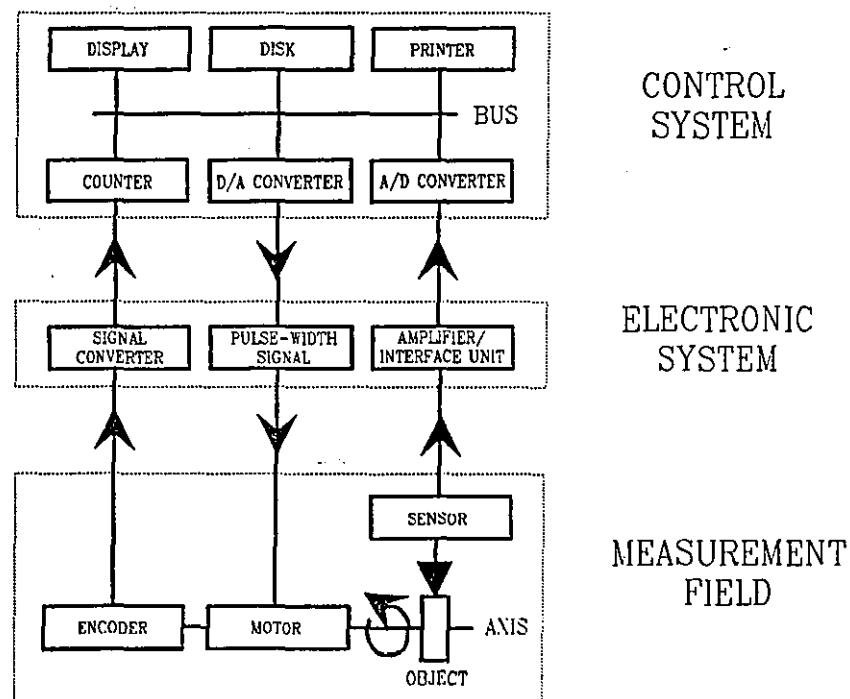 DISPLAY
DISK
PRINTER
BUS
COUNTER
D/A CONVERTER
A/D CONVERTER
CONTROL
SYSTEM
SIGNAL
CONVERTER
PULSE-WIDTH
SIGNAL
AMPLIFIER/
INTERFACE UNIT
ELECTRONIC
SYSTEM
SENSOR
ENCODER
MOTOR
AXIS
OBJECT
MEASUREMENT
FIELD